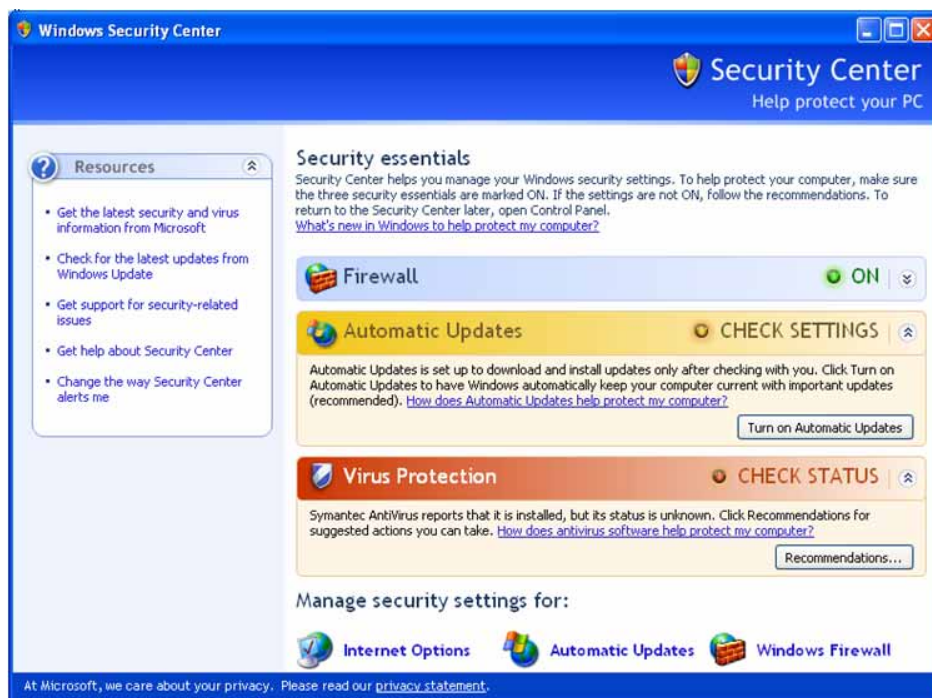 Windows Security Center
Security Center
Help protect your PC
Resources
Get the latest security and virus
information from Microsoft
Check for the latest updates from
Windows Update
Get support for security-related
issues
Get help about Security Center
Change the way Security Center
alerts me
Security essentials
Security Center helps you manage your Windows security settings. To help protect your computer, make sure
the three security essentials are marked ON. If the settings are not ON, follow the recommendations. To
return to the Security Center later, open Control Panel.
What's new in Windows to help protect my computer?
Firewall ON
Automatic Updates CHECK SETTINGS
Automatic Updates is set up to download and install updates only after checking with you. Click Turn on
Automatic Updates to have Windows automatically keep your computer current with important updates
(recommended). How does Automatic Updates help protect my computer?
Turn on Automatic Updates
Virus Protection CHECK STATUS
Symantec AntiVirus reports that it is installed, but its status is unknown. Click Recommendations for
suggested actions you can take. How does antivirus software help protect my computer?
Recommendations...
Manage security settings for:
Internet Options Automatic Updates Windows Firewall
At Microsoft, we care about your privacy. Please read our privacy statement.